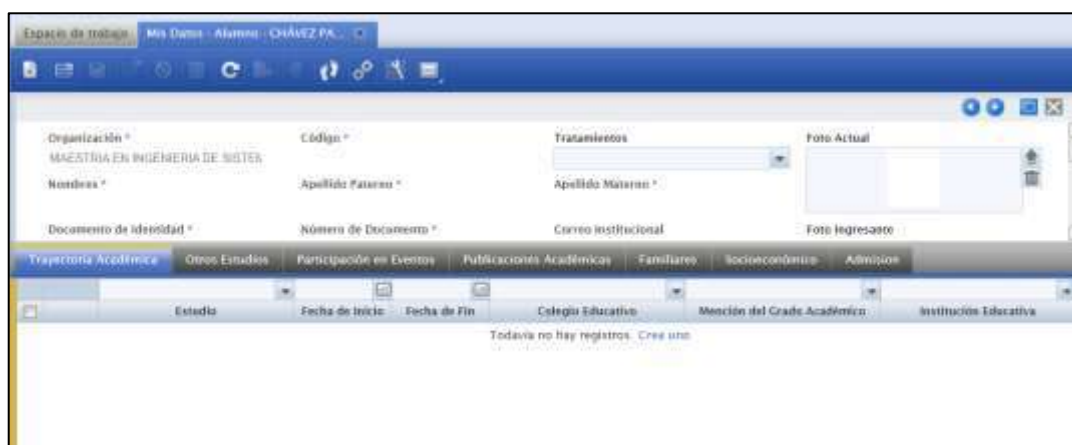 Espacio de trabajo Mis Datos - Alumno - CHÁVEZ PA...
Organización * Código * Tratamientos Foto Actual
MAESTRIA EN INGENIERIA DE SISTEM
Nombres * Apellido Paterno * Apellido Materno *
Documento de Identidad * Número de Documento * Correo Institucional Foto Ingresante
Trayectoria Académica Otros Estudios Participación en Eventos Publicaciones Académicas Familiares Socioeconómico Admision
Estudio Fecha de Inicio Fecha de Fin Colegio Educativo Mención del Grado Académico Institución Educativa
Todavía no hay registros. Cree uno